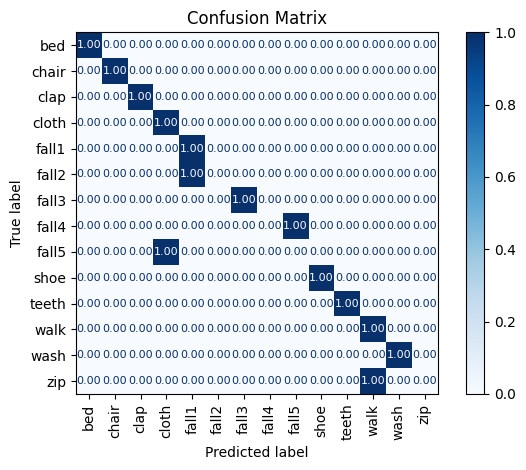 Confusion Matrix
bed 1.00 0.00 0.00 0.00 0.00 0.00 0.00 0.00 0.00 0.00 0.00 0.00 0.00 0.00
chair 0.00 1.00 0.00 0.00 0.00 0.00 0.00 0.00 0.00 0.00 0.00 0.00 0.00 0.00
clap 0.00 0.00 1.00 0.00 0.00 0.00 0.00 0.00 0.00 0.00 0.00 0.00 0.00 0.00
cloth 0.00 0.00 0.00 1.00 0.00 0.00 0.00 0.00 0.00 0.00 0.00 0.00 0.00 0.00
fall1 0.00 0.00 0.00 0.00 1.00 0.00 0.00 0.00 0.00 0.00 0.00 0.00 0.00 0.00
fall2 0.00 0.00 0.00 0.00 1.00 0.00 0.00 0.00 0.00 0.00 0.00 0.00 0.00 0.00
fall3 0.00 0.00 0.00 0.00 0.00 0.00 1.00 0.00 0.00 0.00 0.00 0.00 0.00 0.00
fall4 0.00 0.00 0.00 0.00 0.00 0.00 0.00 0.00 1.00 0.00 0.00 0.00 0.00 0.00
fall5 0.00 0.00 0.00 1.00 0.00 0.00 0.00 0.00 0.00 0.00 0.00 0.00 0.00 0.00
shoe 0.00 0.00 0.00 0.00 0.00 0.00 0.00 0.00 0.00 1.00 0.00 0.00 0.00 0.00
teeth 0.00 0.00 0.00 0.00 0.00 0.00 0.00 0.00 0.00 0.00 1.00 0.00 0.00 0.00
walk 0.00 0.00 0.00 0.00 0.00 0.00 0.00 0.00 0.00 0.00 0.00 1.00 0.00 0.00
wash 0.00 0.00 0.00 0.00 0.00 0.00 0.00 0.00 0.00 0.00 0.00 0.00 1.00 0.00
zip 0.00 0.00 0.00 0.00 0.00 0.00 0.00 0.00 0.00 0.00 0.00 1.00 0.00 0.00
True label
bed chair clap cloth fall1 fall2 fall3 fall4 fall5 shoe teeth walk wash zip
Predicted label
1.0
0.8
0.6
0.4
0.2
0.0